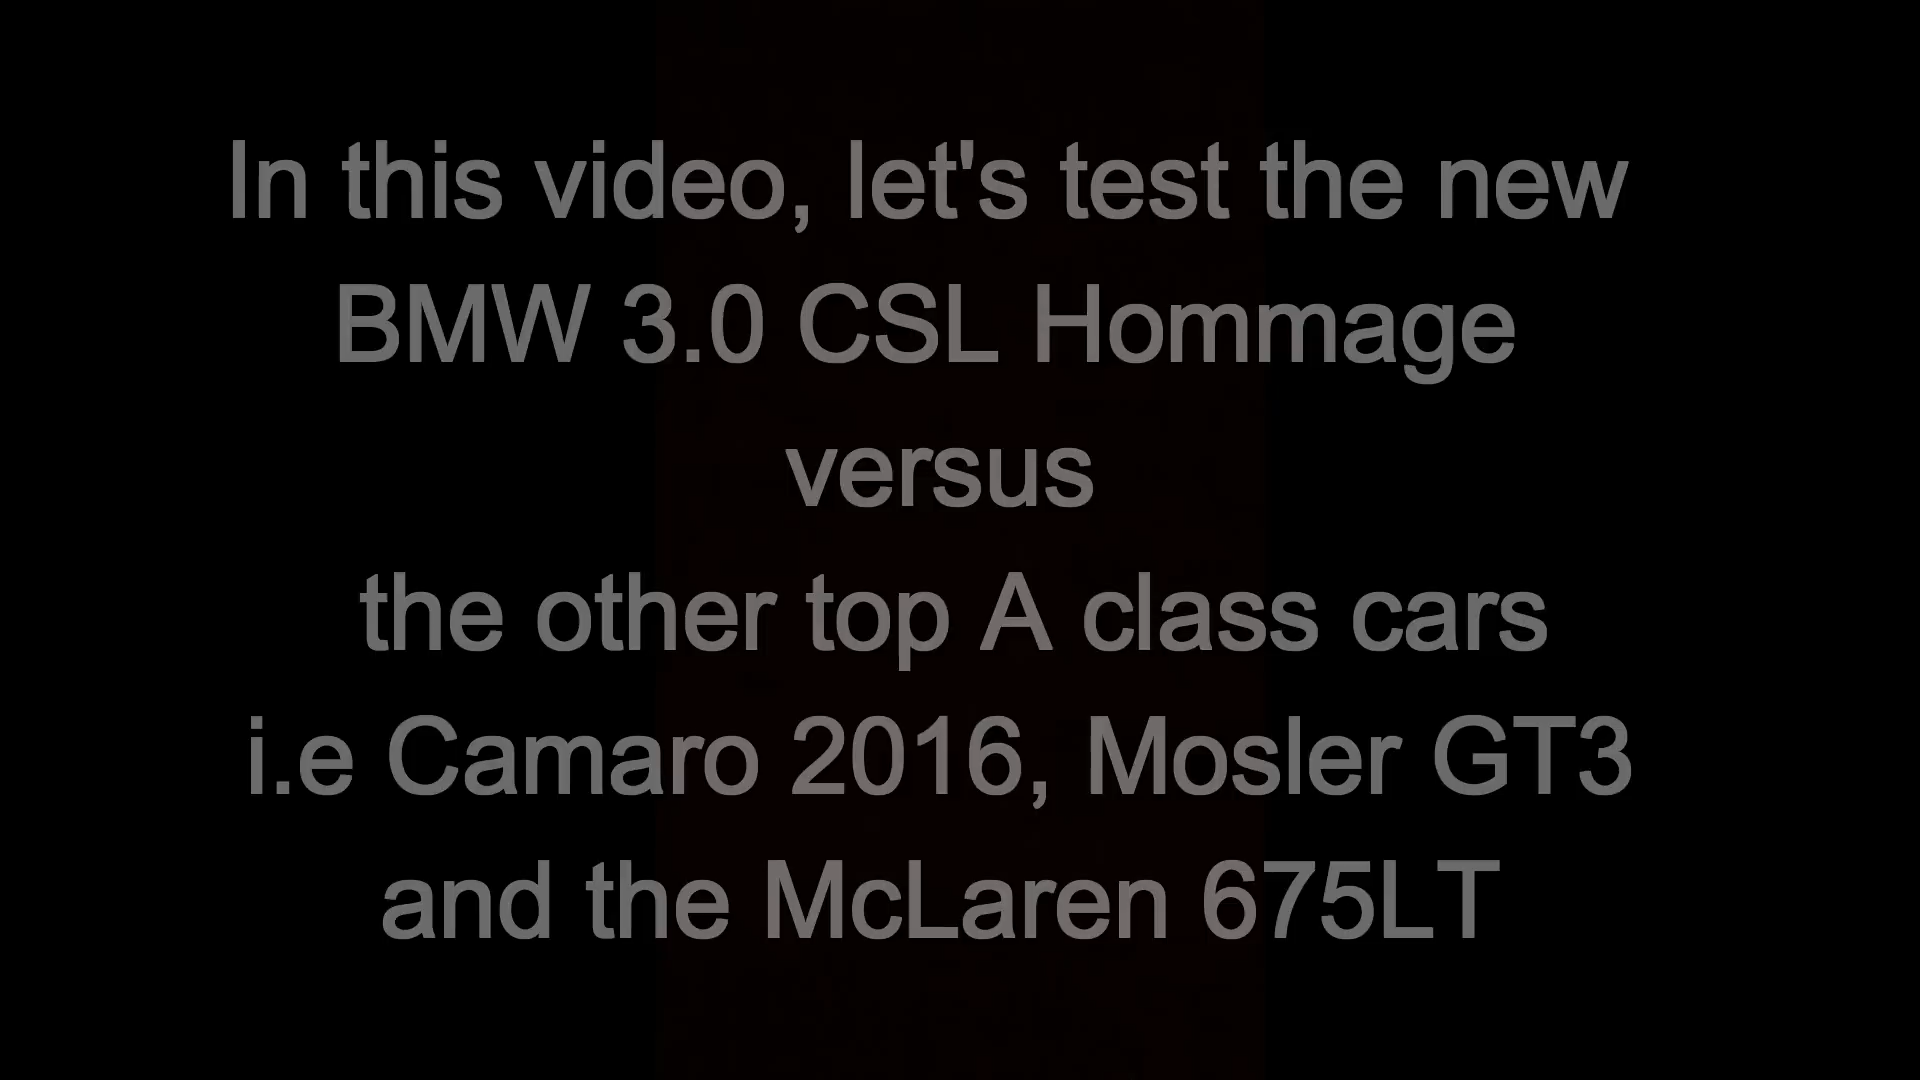 In this video, let's test the new
BMW 3.0 CSL Hommage
versus
the other top A class cars
i.e Camaro 2016, Mosler GT3
and the McLaren 675LT